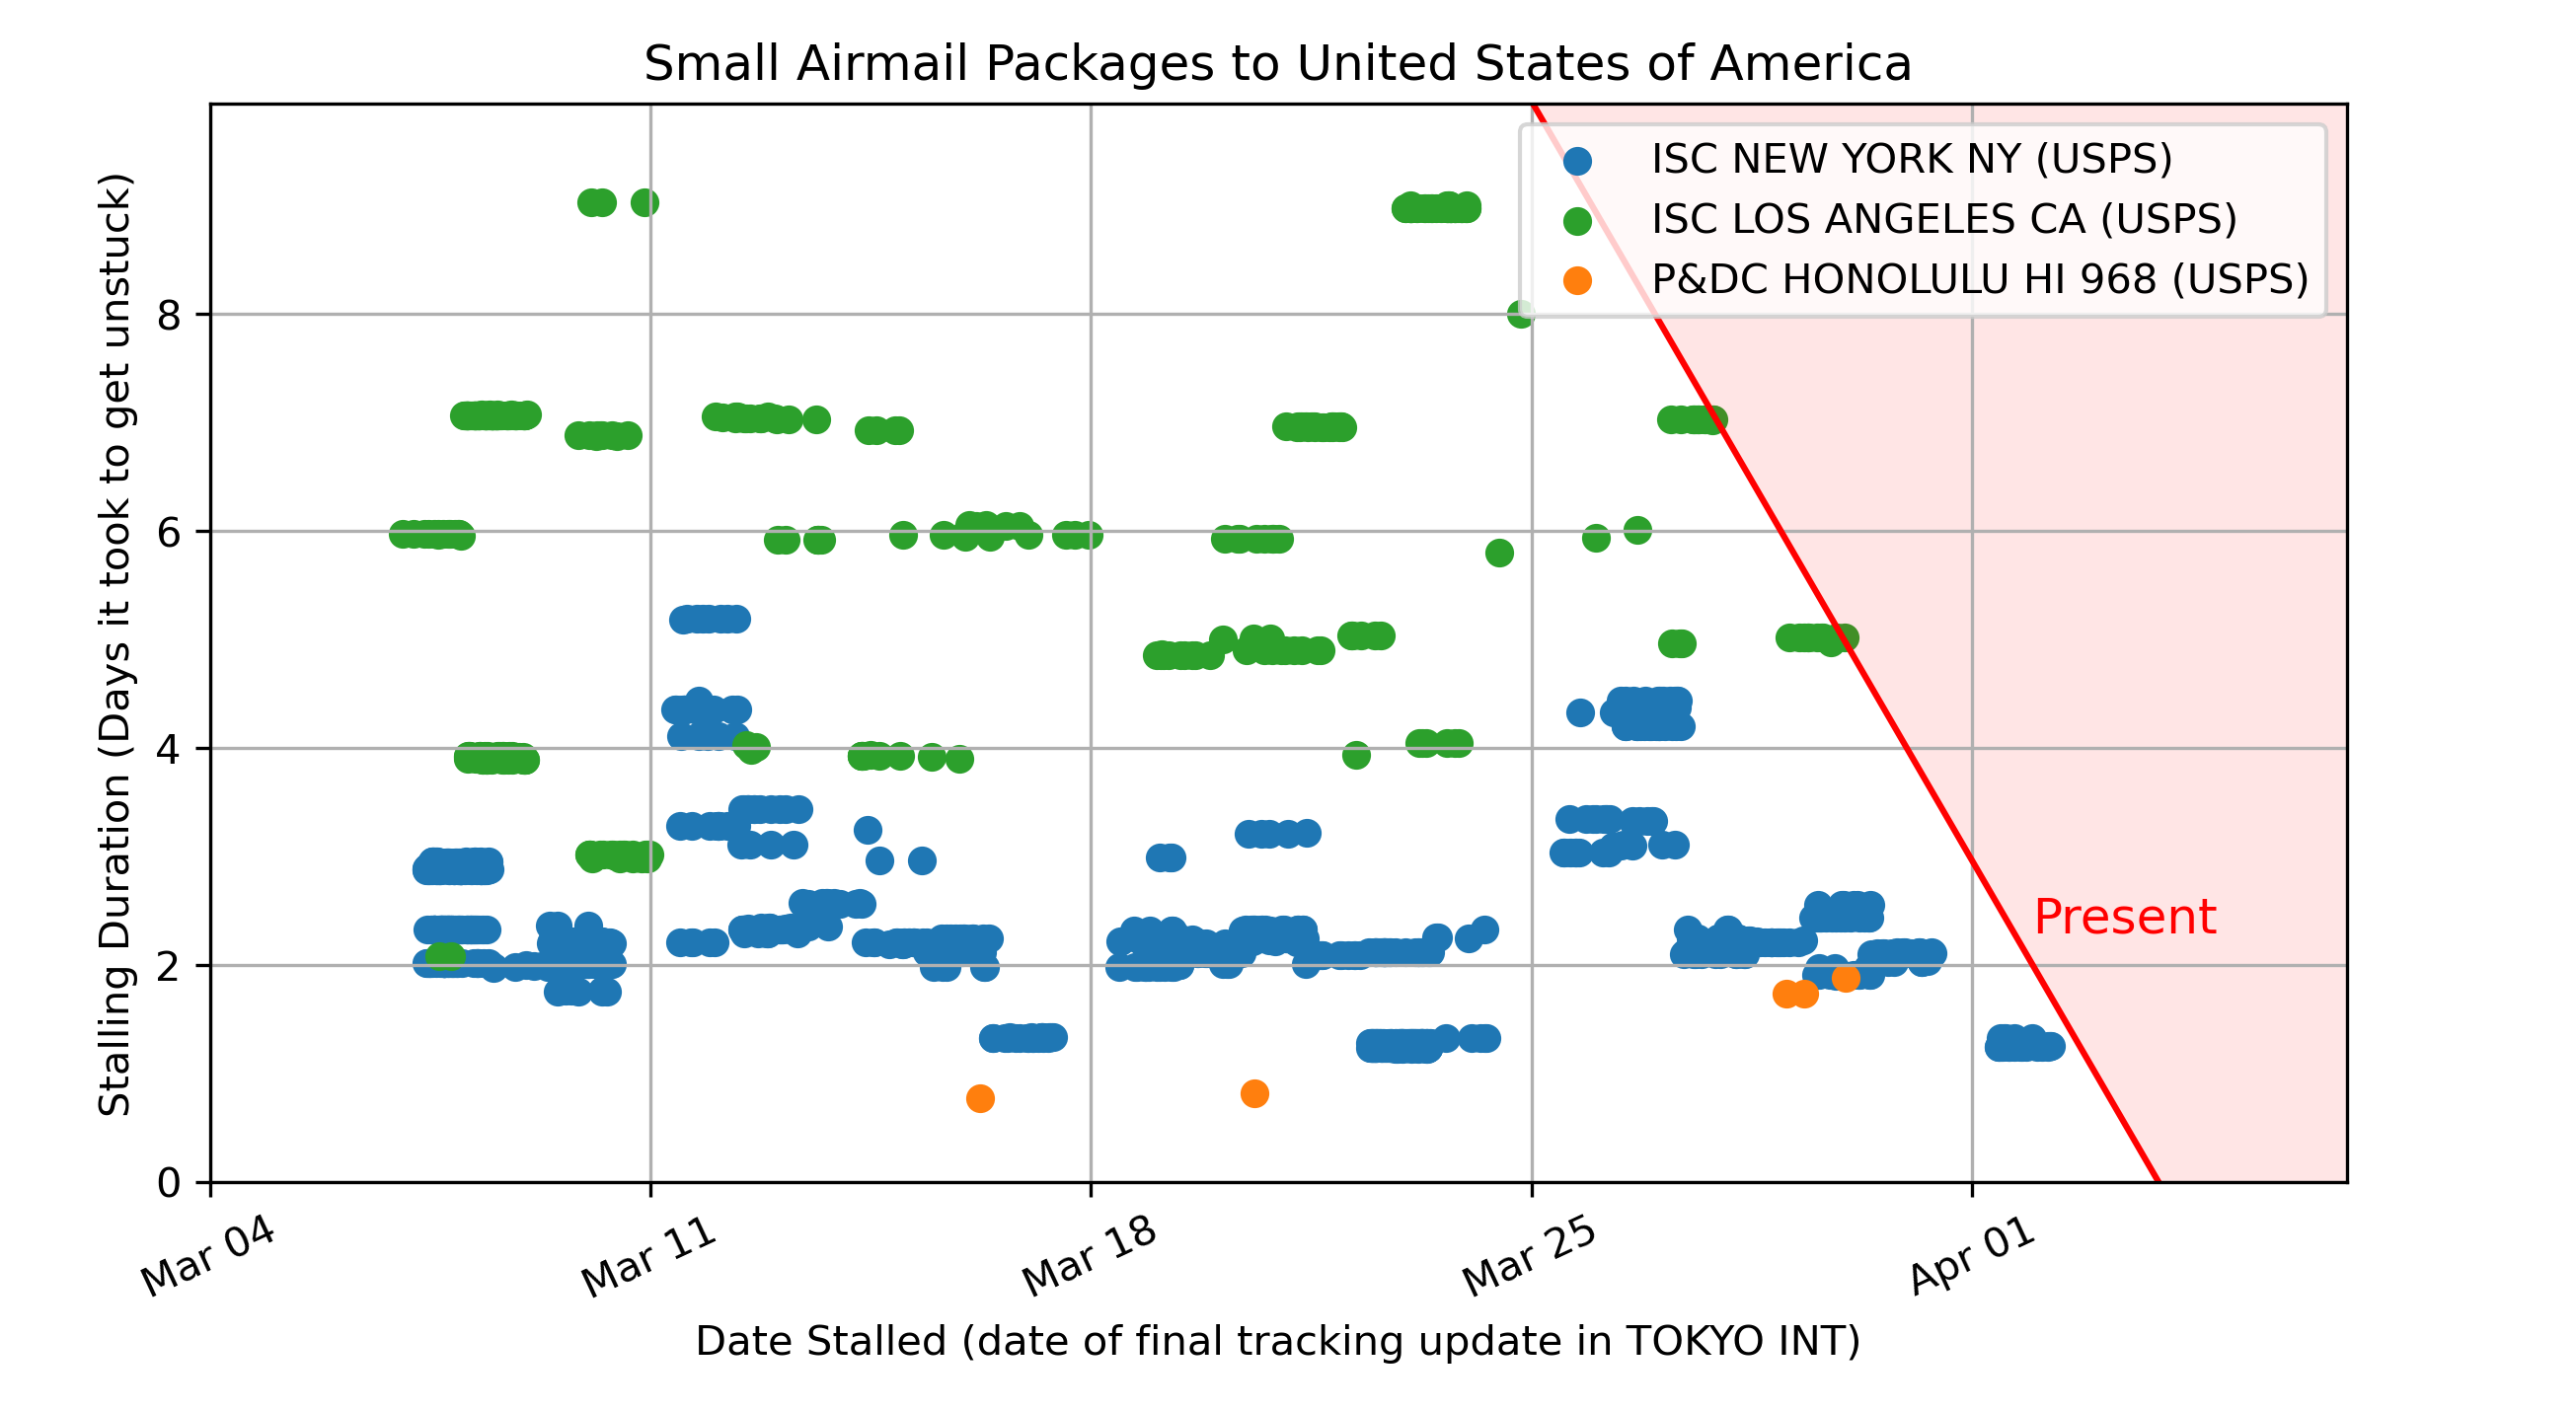 Small Airmail Packages to United States of America
Stalling Duration (Days it took to get unstuck)
8
6
4
2
0
ISC NEW YORK NY (USPS)
ISC LOS ANGELES CA (USPS)
P&DC HONOLULU HI 968 (USPS)
Present
Mar 04
Mar 11
Mar 18
Mar 25
Apr 01
Date Stalled (date of final tracking update in TOKYO INT)